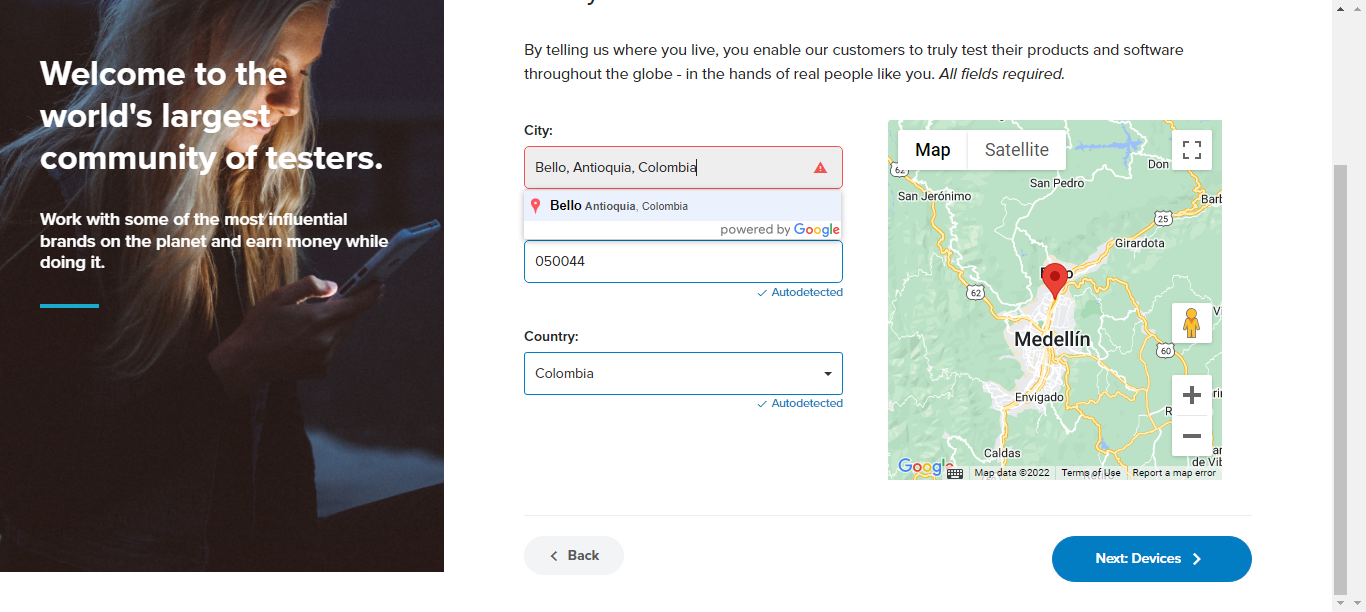 Welcome to the
world's largest
community of testers.
Work with some of the most influential
brands on the planet and earn money while
doing it.
By telling us where you live, you enable our customers to truly test their products and software
throughout the globe - in the hands of real people like you. All fields required.
City:
Bello, Antioquia, Colombia
Bello Antioquia, Colombia
powered by Google
050044
Autodetected
Country:
Colombia
Autodetected
Map
Satellite
62
Don
San Pedro
San Jerónimo
25
Girardota
62
Medellín
60
Envigado
Caldas
de Vib
Google
Map data ©2022
Terms of Use
Report a map error
Back
Next: Devices